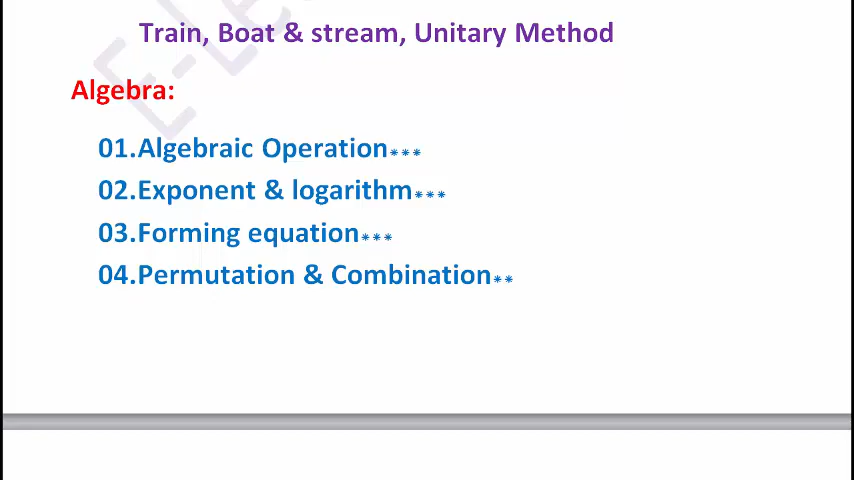 Train, Boat & stream, Unitary Method
Algebra:
01.Algebraic Operation***
02.Exponent & logarithm***
03.Forming equation***
04.Permutation & Combination**